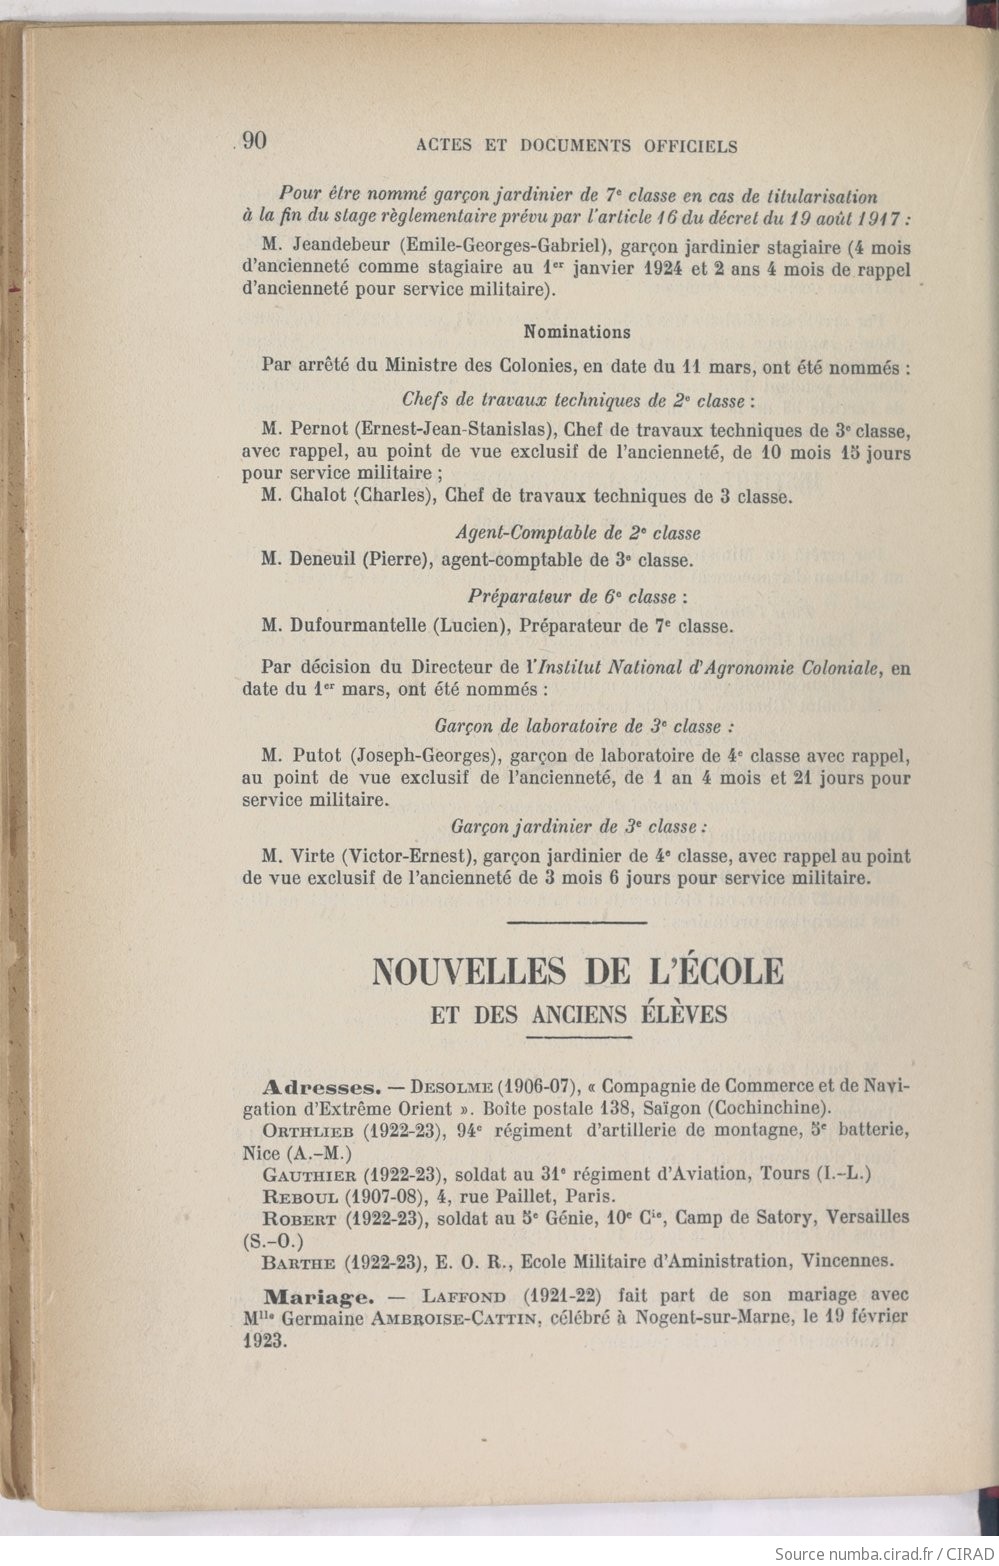 90
ACTES ET DOCUMENTS OFFICIELS
Pour être nommé garçon jardinier de 7e classe en cas de titularisation
à la fin du stage règlementaire prévu par l'article 16 du décret du 19 août 1917 :
M. Jeandebeur (Emile-Georges-Gabriel), garçon jardinier stagiaire (4 mois
d'ancienneté comme stagiaire au 1er janvier 1924 et 2 ans 4 mois de rappel
d'ancienneté pour service militaire).
Nominations
Par arrêté du Ministre des Colonies, en date du 11 mars, ont été nommés :
Chefs de travaux techniques de 2e classe :
M. Pernot (Ernest-Jean-Stanislas), Chef de travaux techniques de 3e classe,
avec rappel, au point de vue exclusif de l'ancienneté, de 10 mois 15 jours
pour service militaire ;
M. Chalot (Charles), Chef de travaux techniques de 3 classe.
Agent-Comptable de 2e classe
M. Deneuil (Pierre), agent-comptable de 3e classe.
Préparateur de 6e classe :
M. Dufourmantelle (Lucien), Préparateur de 7e classe.
Par décision du Directeur de l'Institut National d'Agronomie Coloniale, en
date du 1er mars, ont été nommés :
Garçon de laboratoire de 3e classe :
M. Putot (Joseph-Georges), garçon de laboratoire de 4e classe avec rappel,
au point de vue exclusif de l'ancienneté, de 1 an 4 mois et 21 jours pour
service militaire.
Garçon jardinier de 3e classe :
M. Virte (Victor-Ernest), garçon jardinier de 4e classe, avec rappel au point
de vue exclusif de l'ancienneté de 3 mois 6 jours pour service militaire.
NOUVELLES DE L'ÉCOLE
ET DES ANCIENS ÉLÈVES
Adresses. — DESOLME (1906-07), « Compagnie de Commerce et de Navi-
gation d'Extrême Orient ». Boîte postale 138, Saïgon (Cochinchine).
ORTHLIEB (1922-23), 94e régiment d'artillerie de montagne, 5e batterie,
Nice (A.-M.)
GAUTHIER (1922-23), soldat au 31e régiment d'Aviation, Tours (I.-L.)
REBOUL (1907-08), 4, rue Paillet, Paris.
ROBERT (1922-23), soldat au 5e Génie, 10e Cie, Camp de Satory, Versailles
(S.-O.)
BARTHE (1922-23), E. O. R., Ecole Militaire d'Aministration, Vincennes.
Mariage. — LAFFOND (1921-22) fait part de son mariage avec
Mlle Germaine AMBROISE-CATTIN, célébré à Nogent-sur-Marne, le 19 février
1923.
Source numba.cirad.fr / CIRAD